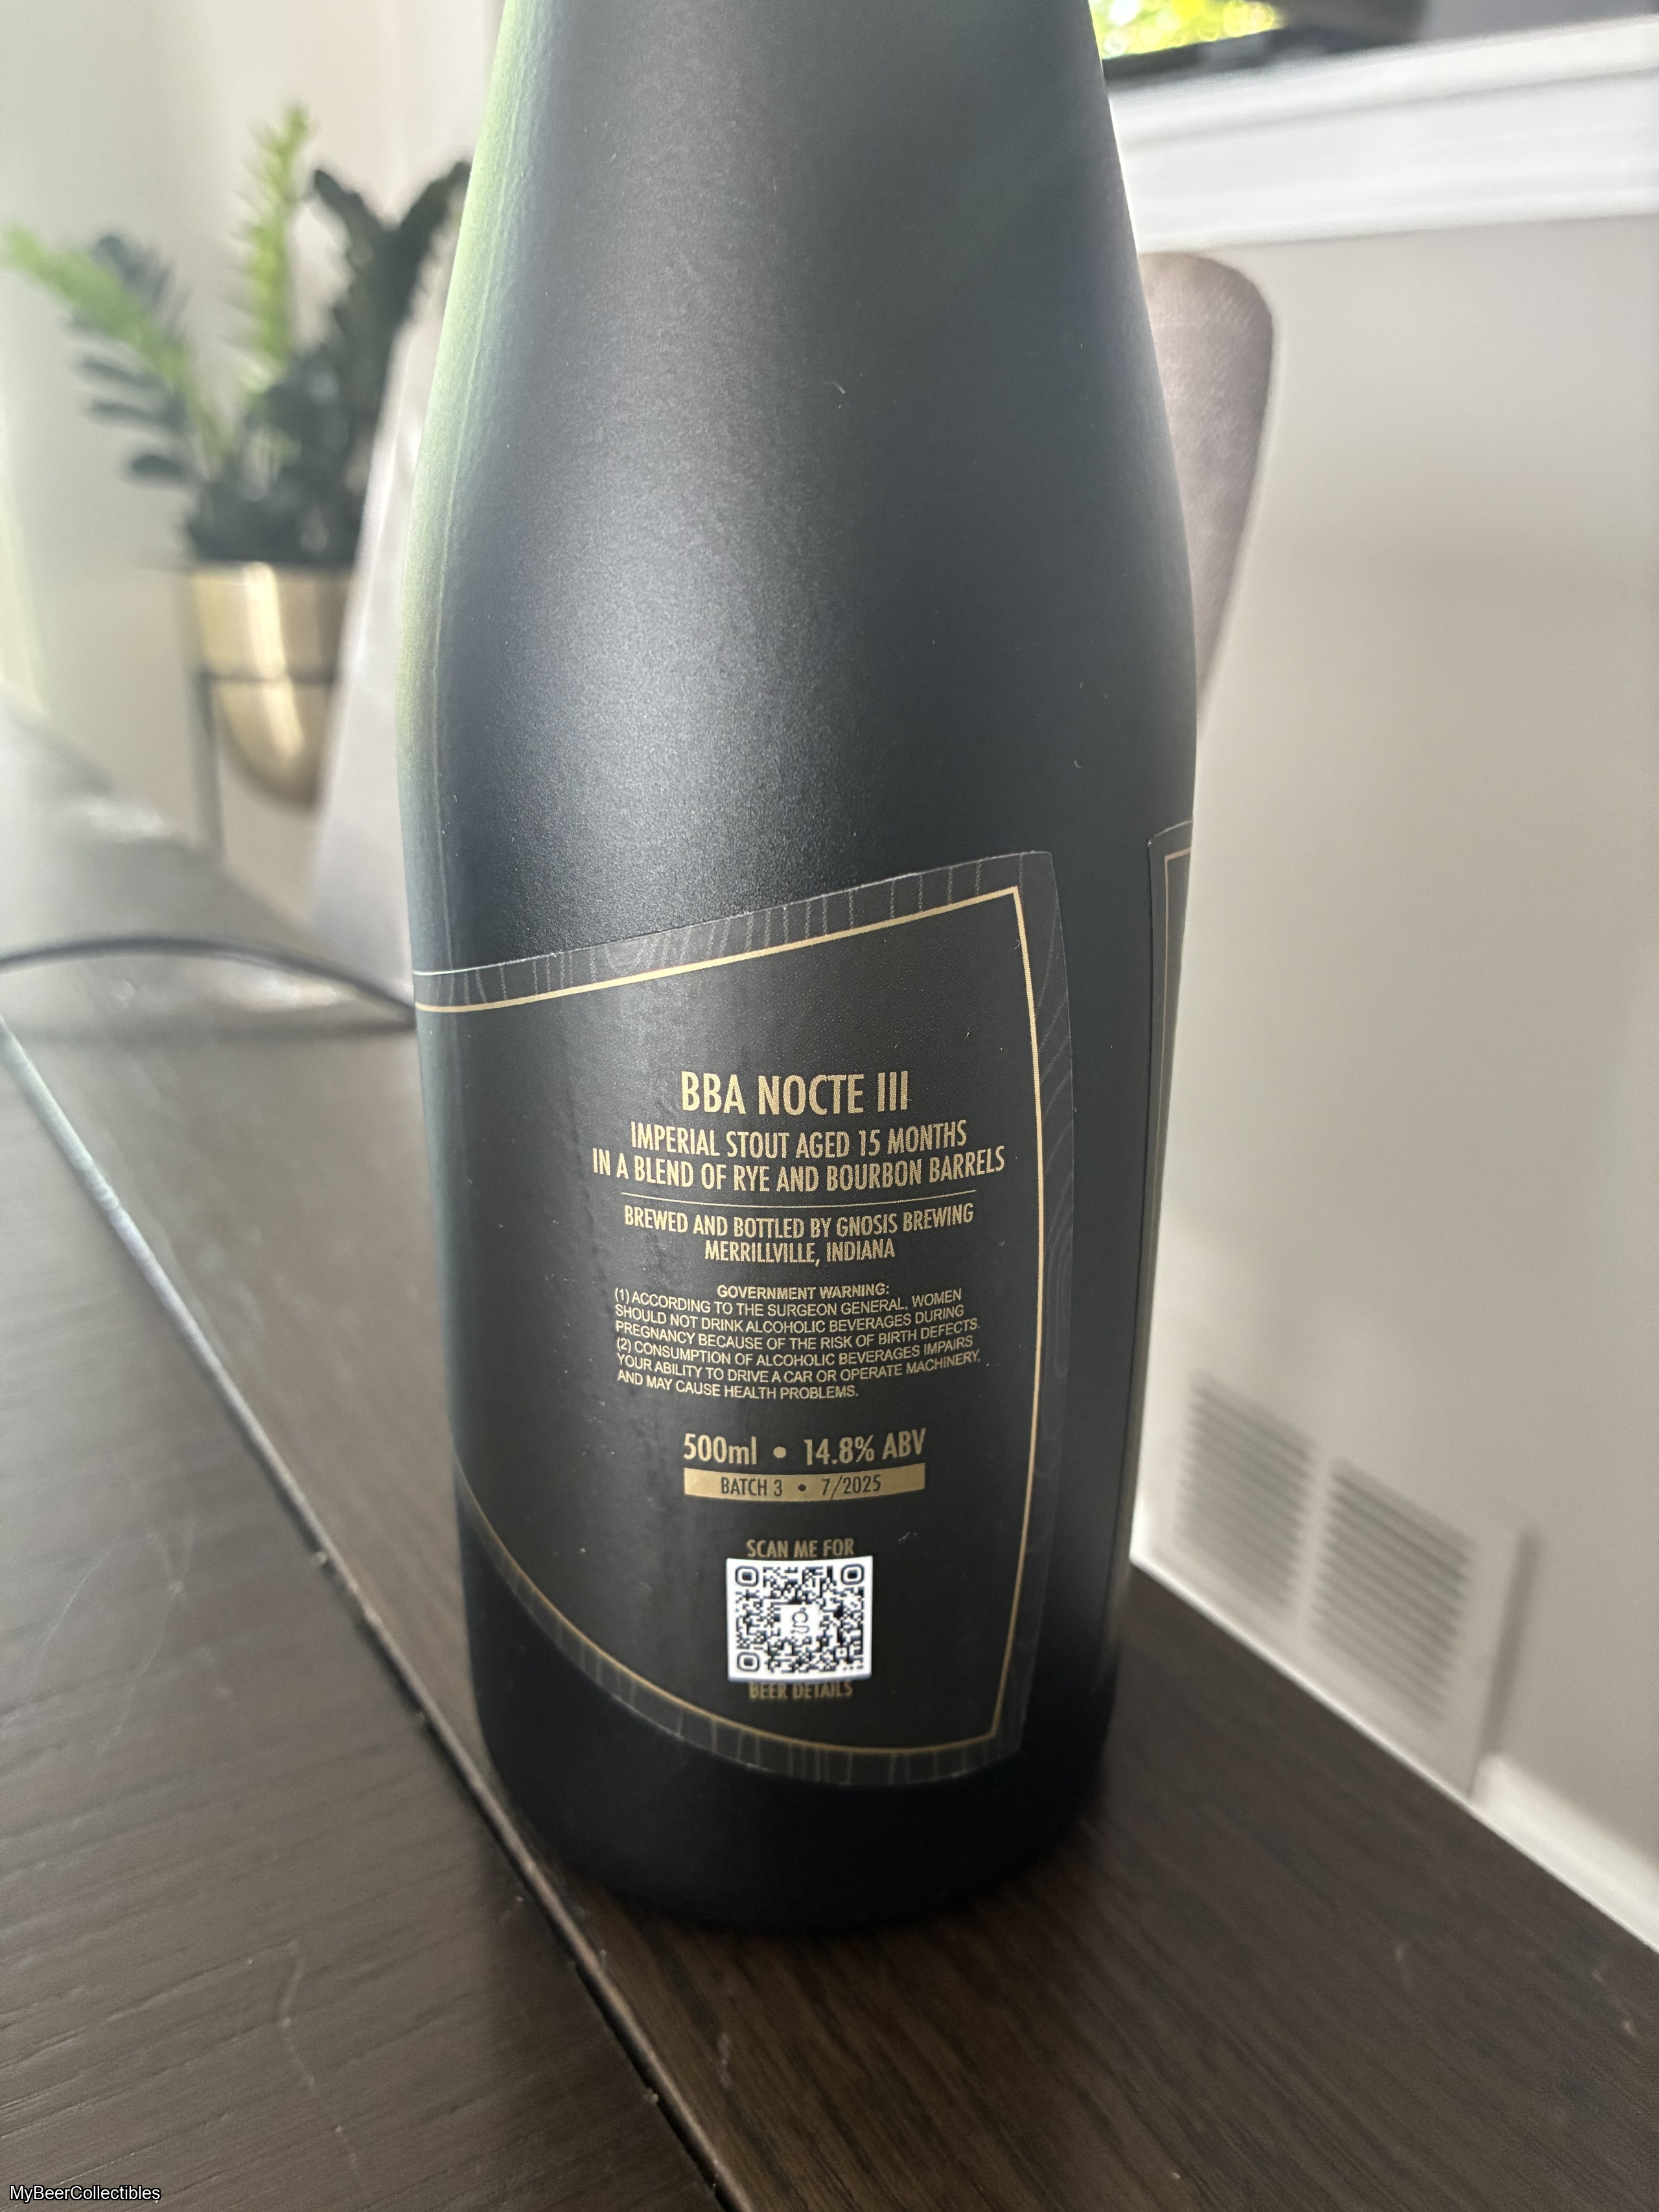 BBA NOCTE III
IMPERIAL STOUT AGED 15 MONTHS
IN A BLEND OF RYE AND BOURBON BARRELS
BREWED AND BOTTLED BY GNOSIS BREWING
MERRILLVILLE, INDIANA
GOVERNMENT WARNING:
(1) ACCORDING TO THE SURGEON GENERAL, WOMEN
SHOULD NOT DRINK ALCOHOLIC BEVERAGES DURING
PREGNANCY BECAUSE OF THE RISK OF BIRTH DEFECTS.
(2) CONSUMPTION OF ALCOHOLIC BEVERAGES IMPAIRS
YOUR ABILITY TO DRIVE A CAR OR OPERATE MACHINERY,
AND MAY CAUSE HEALTH PROBLEMS.
500ml • 14.8% ABV
BATCH 3 • 7/2025
SCAN ME FOR
BEER DETAILS
MyBeerCollectibles